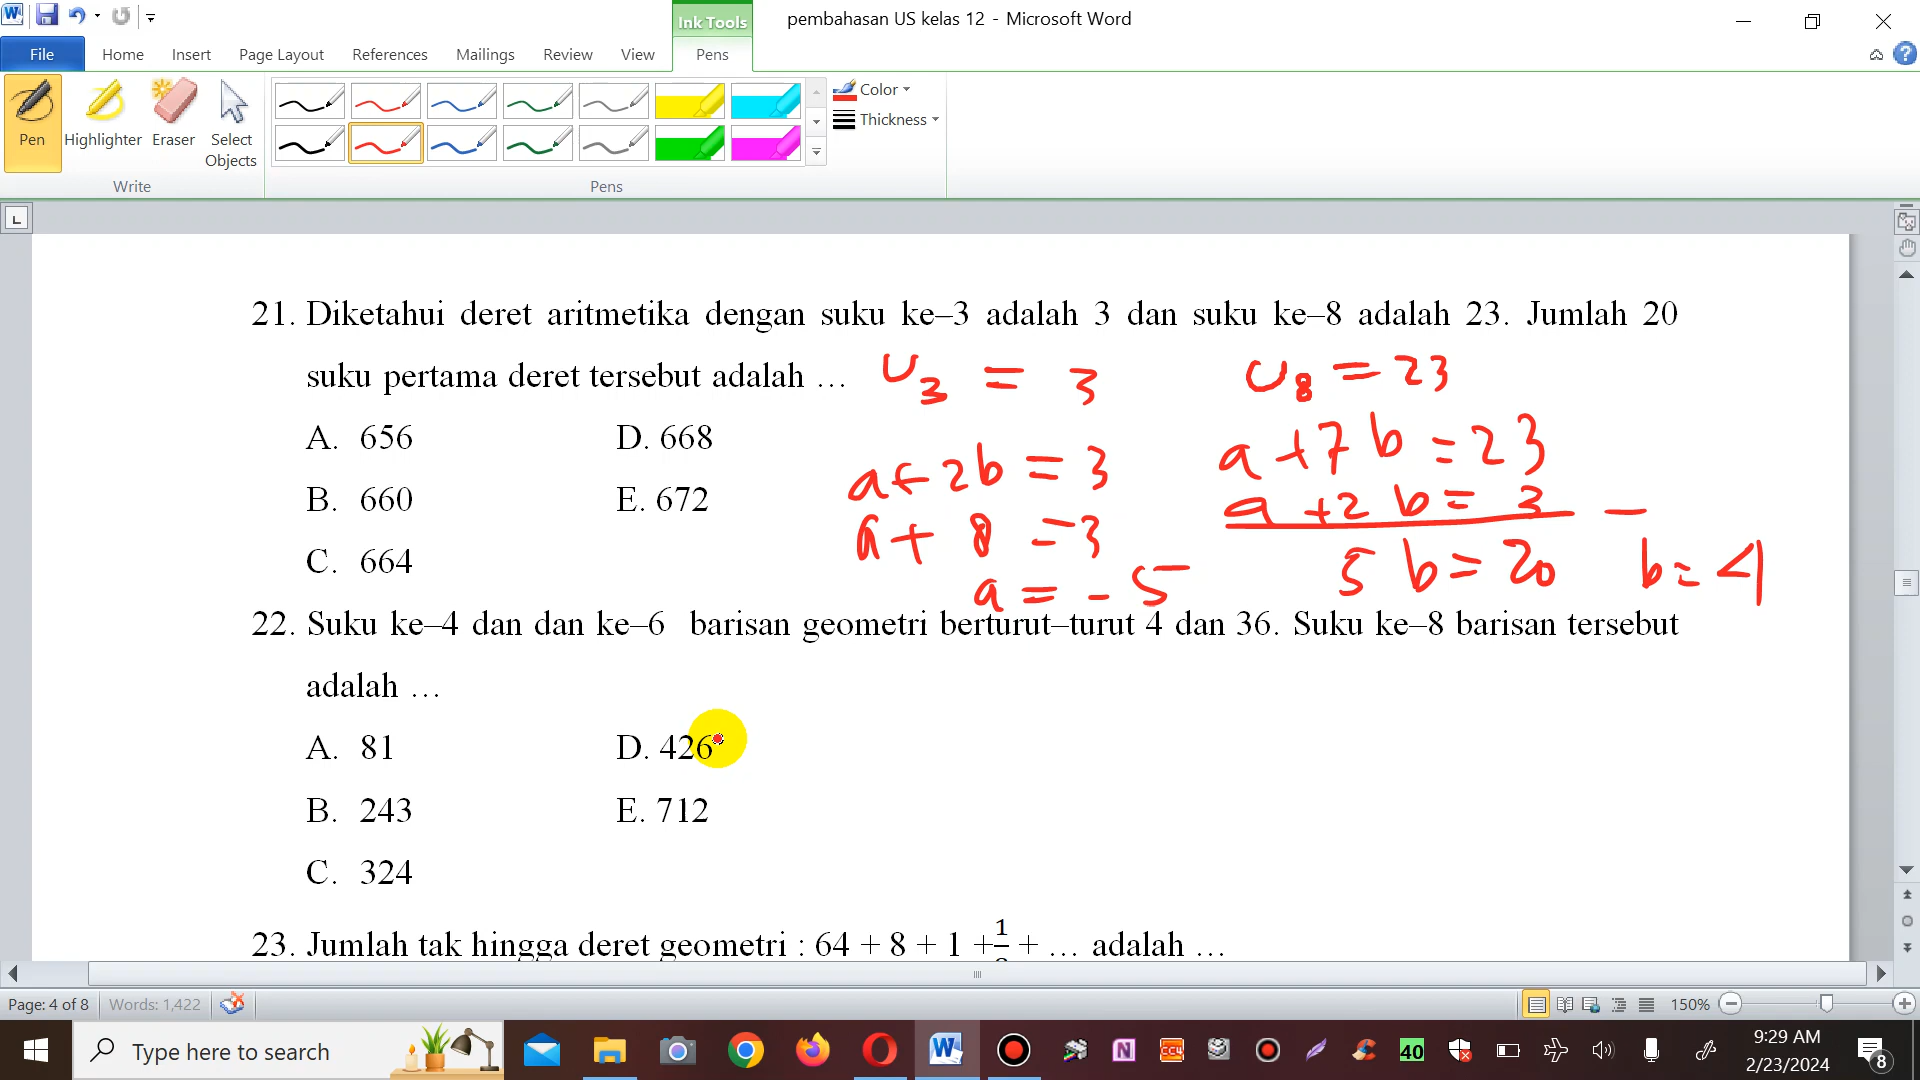 Ink Tools
pembahasan US kelas 12 - Microsoft Word
File Home Insert Page Layout References Mailings Review View Pens
Pen Highlighter Eraser Select Objects
Color
Thickness
Write Pens
21. Diketahui deret aritmetika dengan suku ke–3 adalah 3 dan suku ke–8 adalah 23. Jumlah 20
suku pertama deret tersebut adalah …
U3 = 3 U8 = 23
A. 656 D. 668
a + 2b = 3 a + 7b = 23
B. 660 E. 672
a + 8 = 3 a + 2b = 3 –
C. 664
a = - 5 5b = 20 b = 4
22. Suku ke–4 dan dan ke–6 barisan geometri berturut–turut 4 dan 36. Suku ke–8 barisan tersebut
adalah …
A. 81 D. 426
B. 243 E. 712
C. 324
23. Jumlah tak hingga deret geometri : 64 + 8 + 1 + 1 + … adalah …
Page: 4 of 8 Words: 1,422 150%
Type here to search
CC4
40
9:29 AM
2/23/2024
8